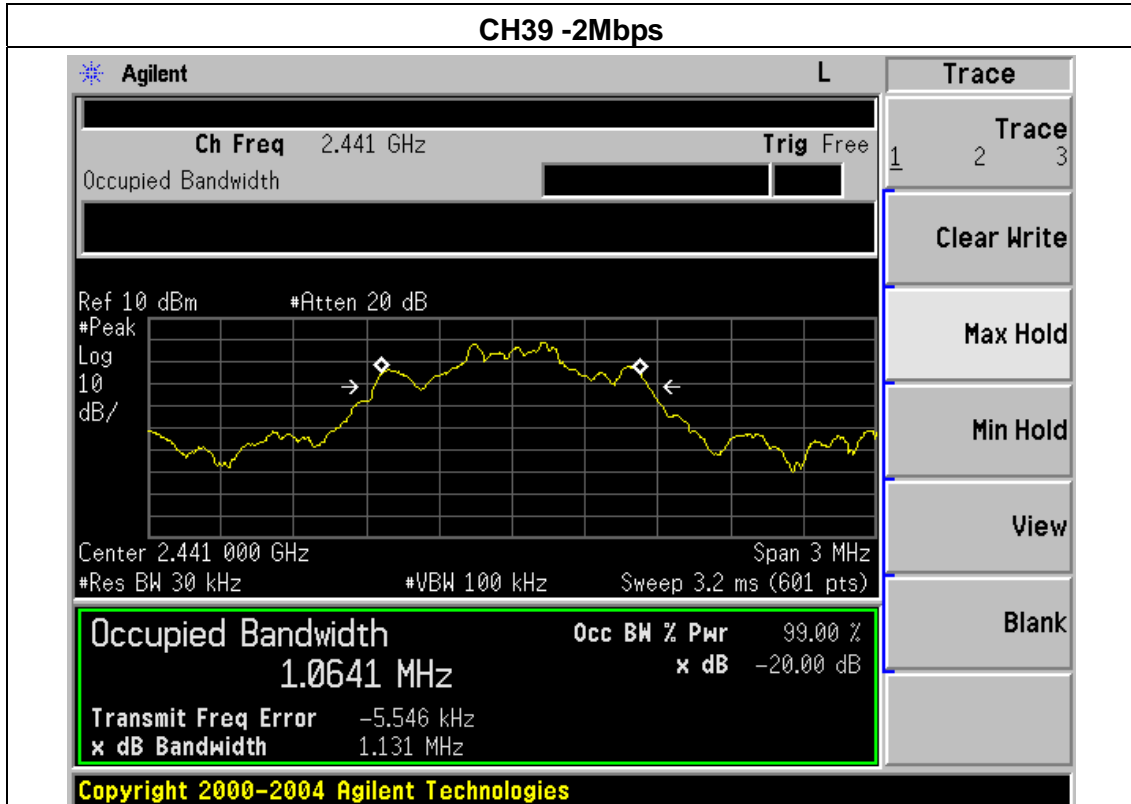 CH39 -2Mbps
Agilent L Trace
Ch Freq 2.441 GHz Trig Free
Occupied Bandwidth
Trace
1 2 3
Clear Write
Max Hold
Min Hold
View
Blank
Ref 10 dBm #Atten 20 dB
#Peak
Log
10
dB/
Center 2.441 000 GHz Span 3 MHz
#Res BW 30 kHz #VBW 100 kHz Sweep 3.2 ms (601 pts)
Occupied Bandwidth Occ BW % Pwr 99.00 %
1.0641 MHz x dB -20.00 dB
Transmit Freq Error -5.546 kHz
x dB Bandwidth 1.131 MHz
Copyright 2000-2004 Agilent Technologies